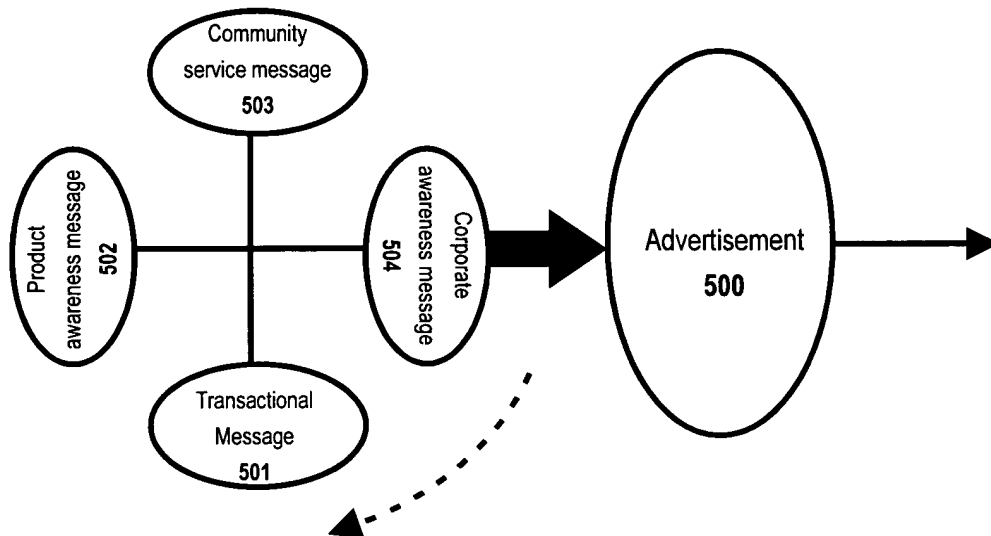 Community
service message
503
Product
awareness message
502
Corporate
awareness message
504
Advertisement
500
Transactional
Message
501